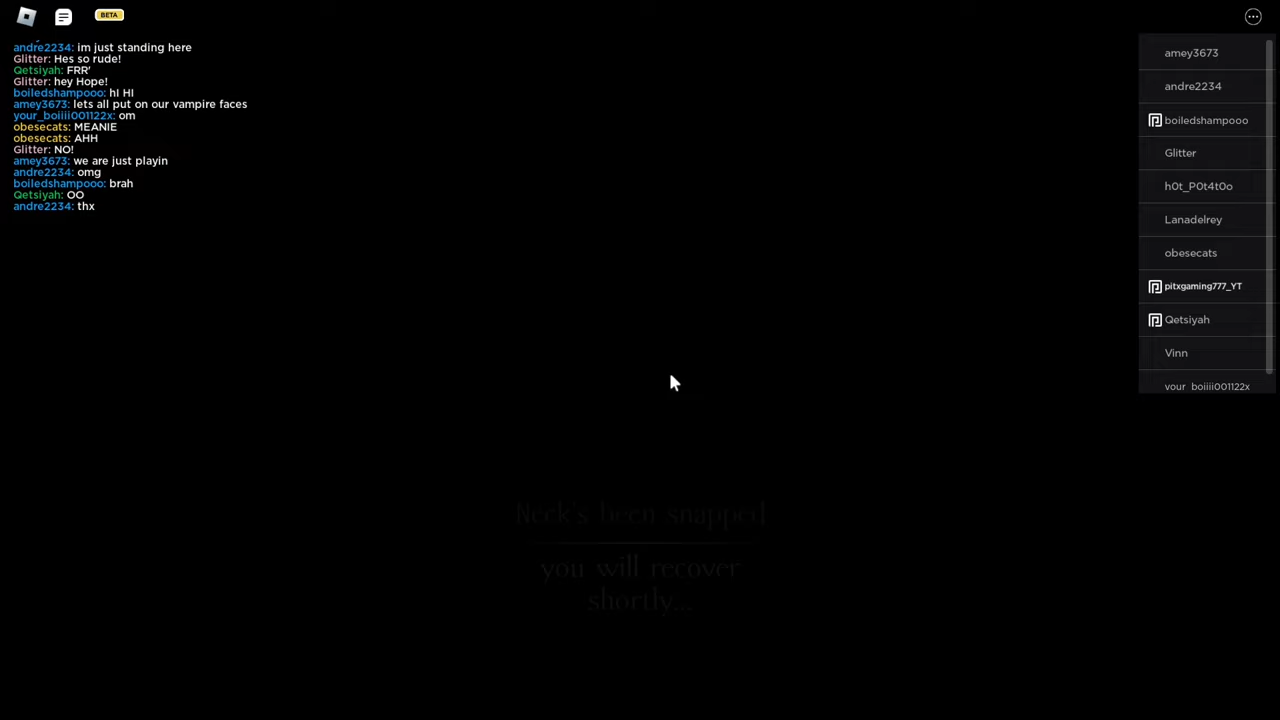 BETA
andre2234: im just standing here
Glitter: Hes so rude!
Qetsiyah: FRR'
Glitter: hey Hope!
boiledshampooo: hI HI
amey3673: lets all put on our vampire faces
your_boiiii001122x: om
obesecats: MEANIE
obesecats: AHH
Glitter: NO!
amey3673: we are just playin
andre2234: omg
boiledshampooo: brah
Qetsiyah: OO
andre2234: thx
amey3673
andre2234
boiledshampooo
Glitter
h0t_P0t4t0o
Lanadelrey
obesecats
pitxgaming777_YT
Qetsiyah
Vinn
your_boiiii001122x
Neck's been snapped
you will recover
shortly...